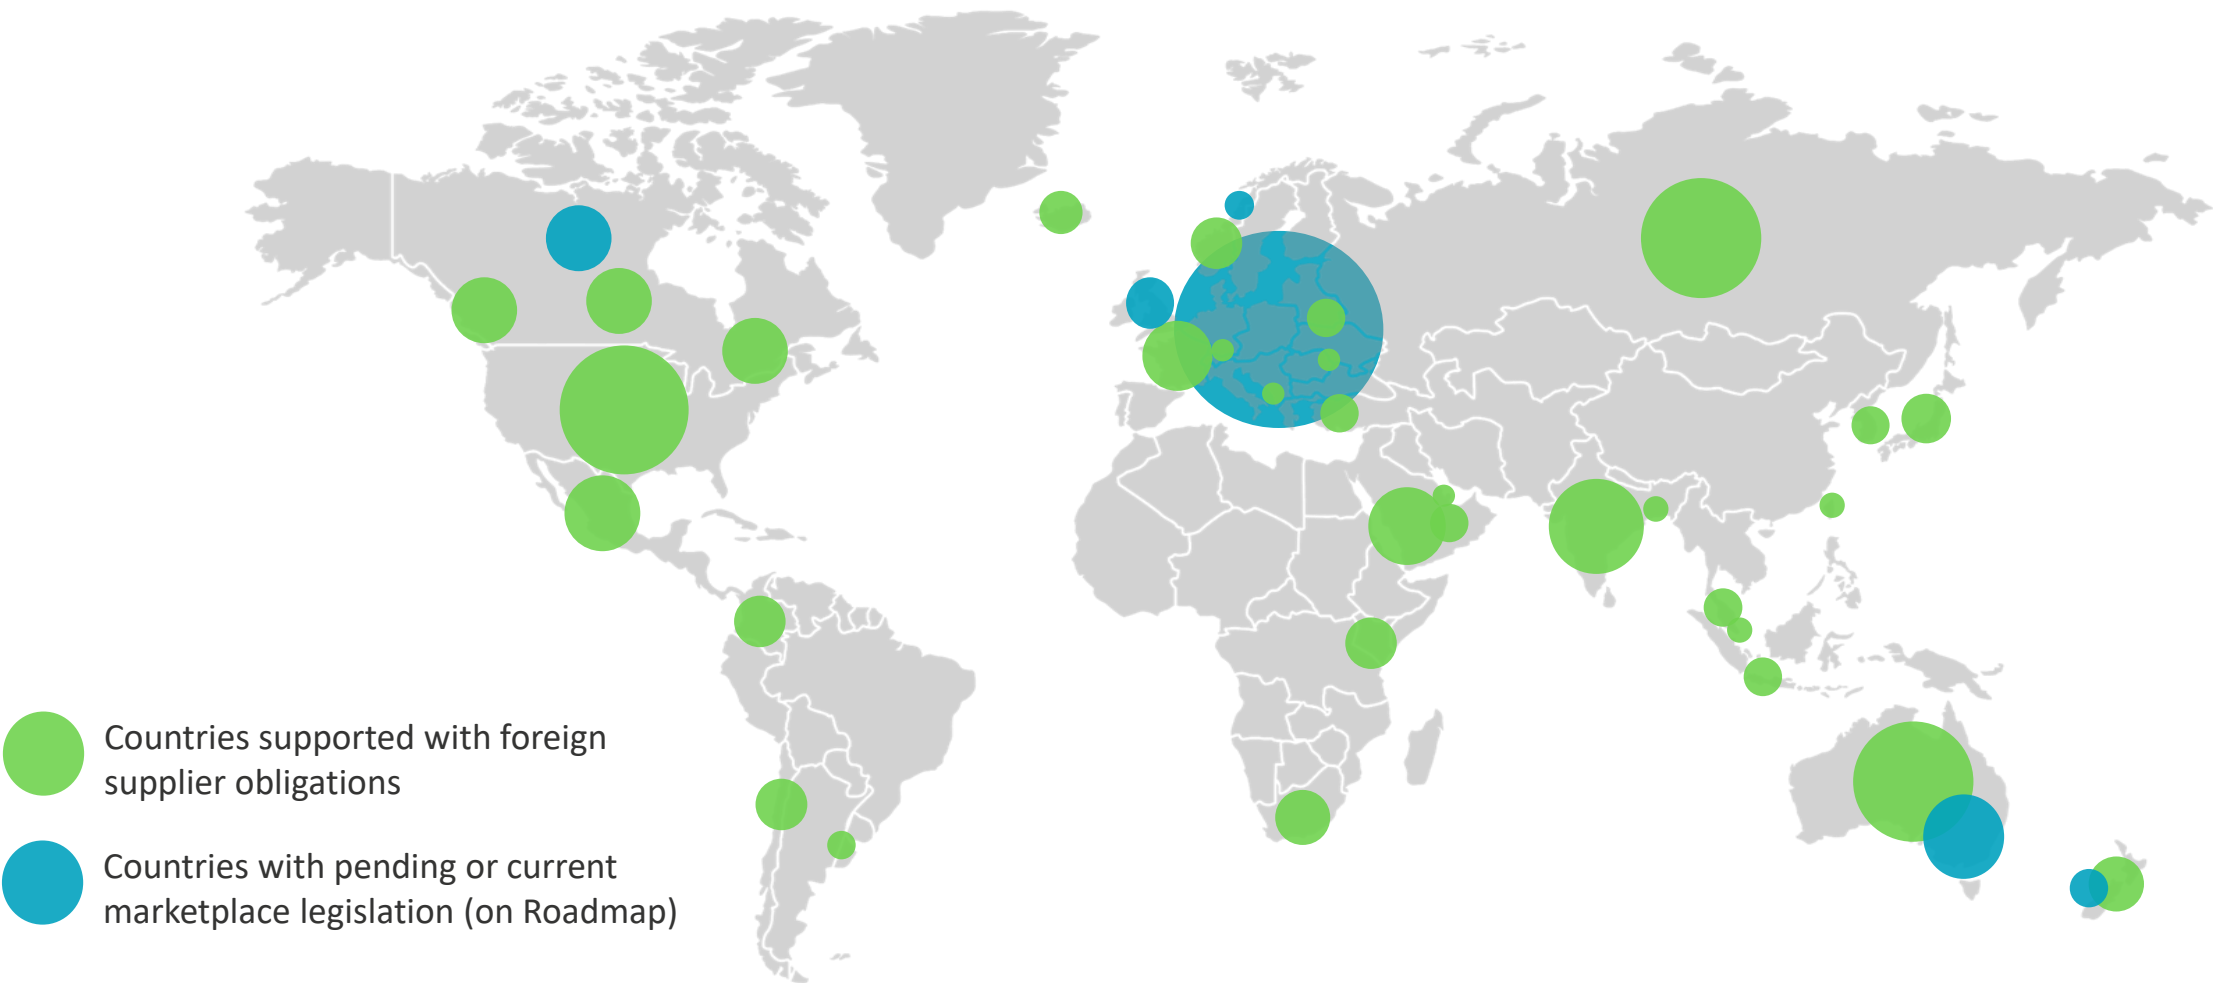 Countries supported with foreign
supplier obligations
Countries with pending or current
marketplace legislation (on Roadmap)